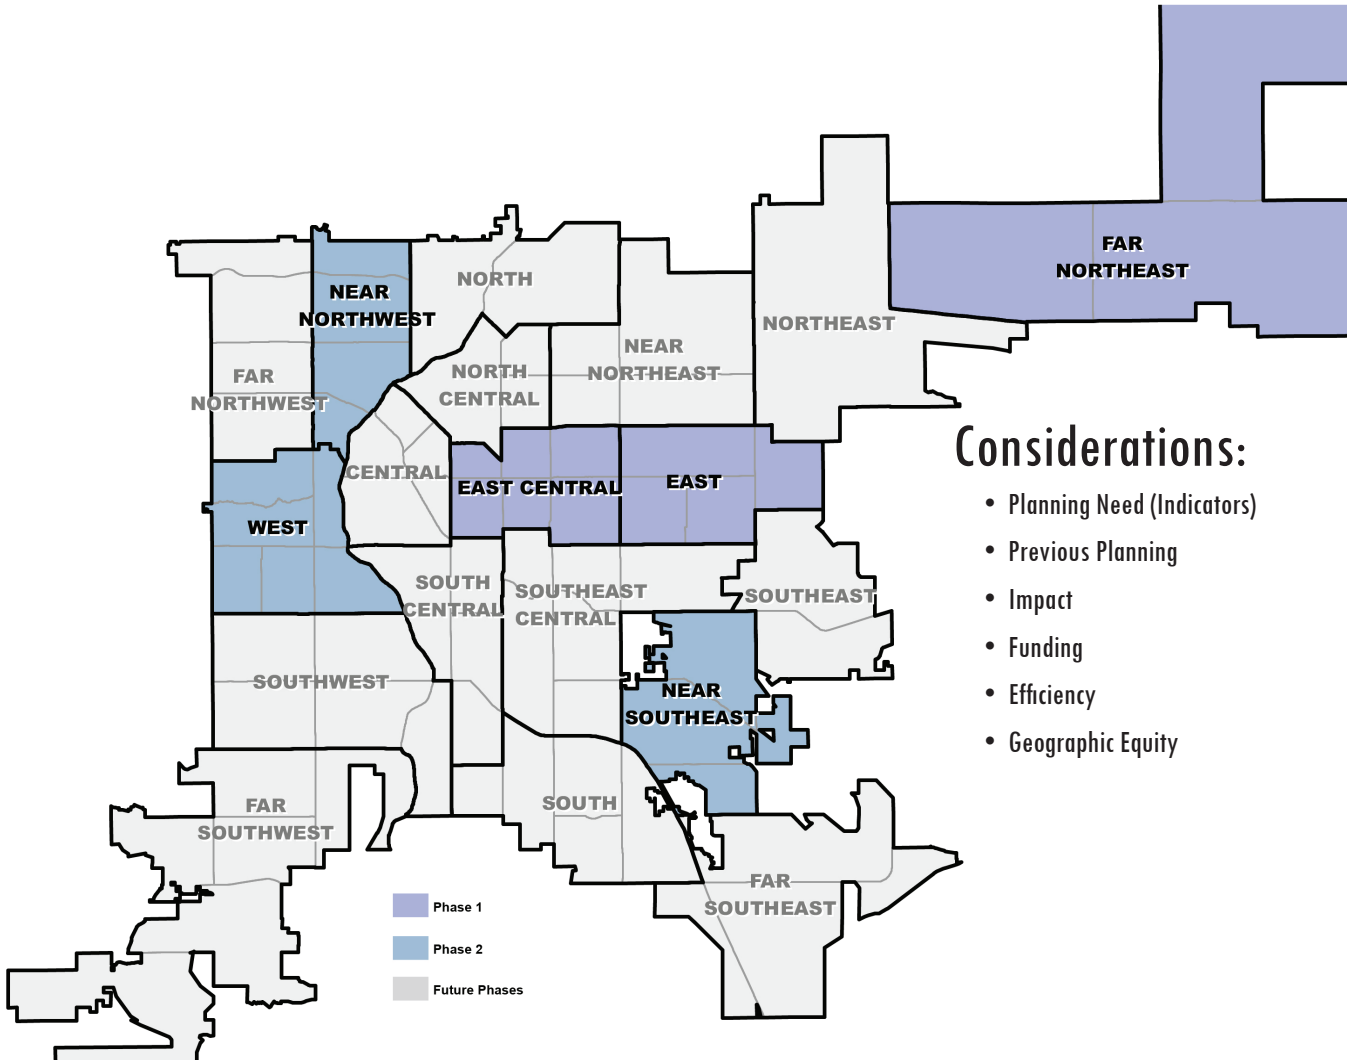 FAR
NORTHEAST
NORTH
NEAR
NORTHWEST
NORTHEAST
NEAR
NORTHEAST
FAR
NORTHWEST
NORTH
CENTRAL
CENTRAL
EAST CENTRAL
EAST
WEST
SOUTH
CENTRAL
SOUTHEAST
CENTRAL
SOUTHEAST
SOUTHWEST
NEAR
SOUTHEAST
FAR
SOUTHWEST
SOUTH
FAR
SOUTHEAST
Considerations:
• Planning Need (Indicators)
• Previous Planning
• Impact
• Funding
• Efficiency
• Geographic Equity
Phase 1
Phase 2
Future Phases